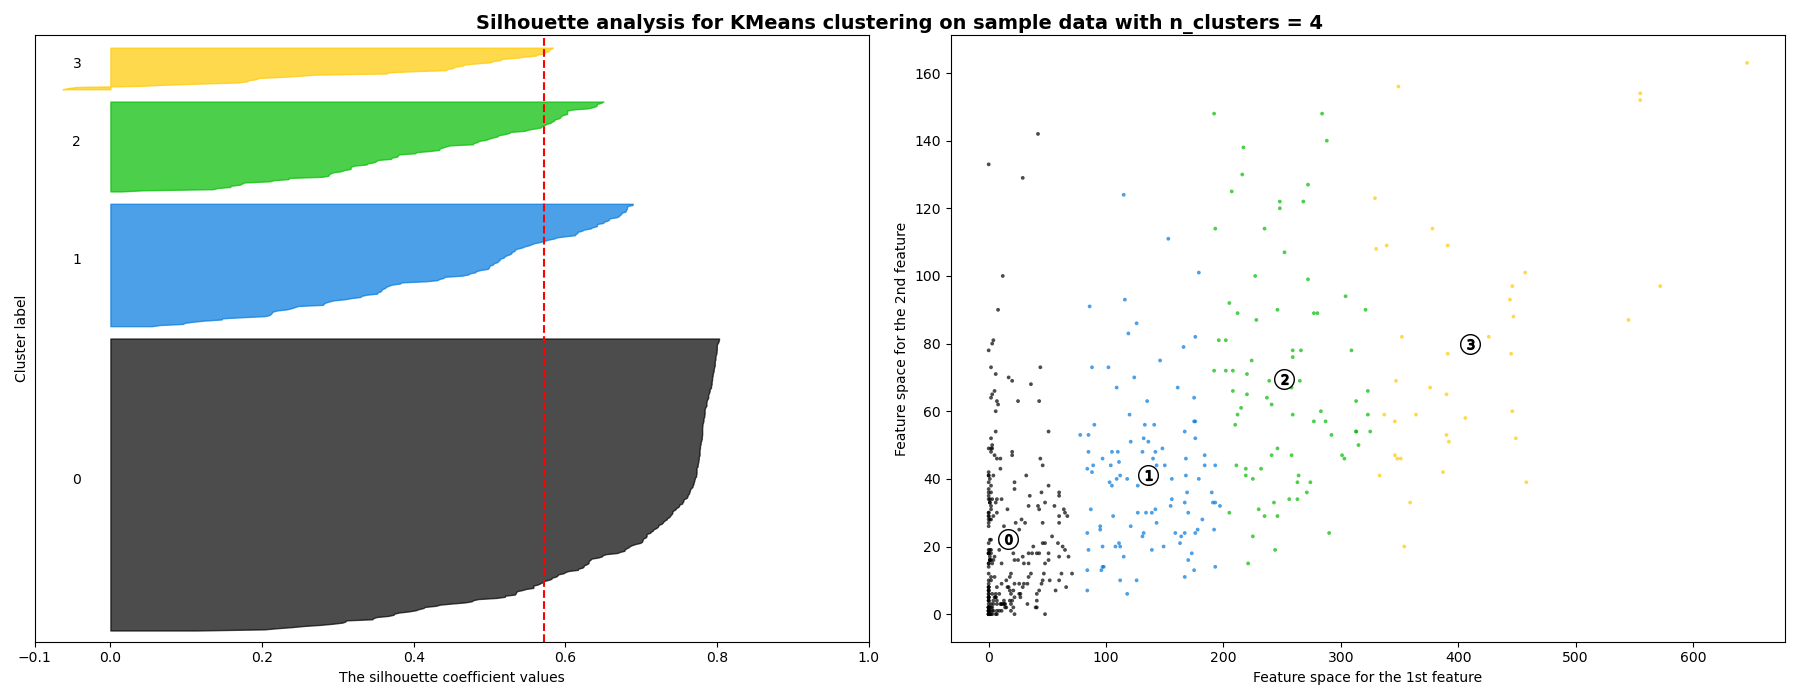 Silhouette analysis for KMeans clustering on sample data with n_clusters = 4
3
2
1
0
Cluster label
−0.1 0.0 0.2 0.4 0.6 0.8 1.0
The silhouette coefficient values
160
140
120
100
80
60
40
20
0
Feature space for the 2nd feature
3
2
1
0
0 100 200 300 400 500 600
Feature space for the 1st feature